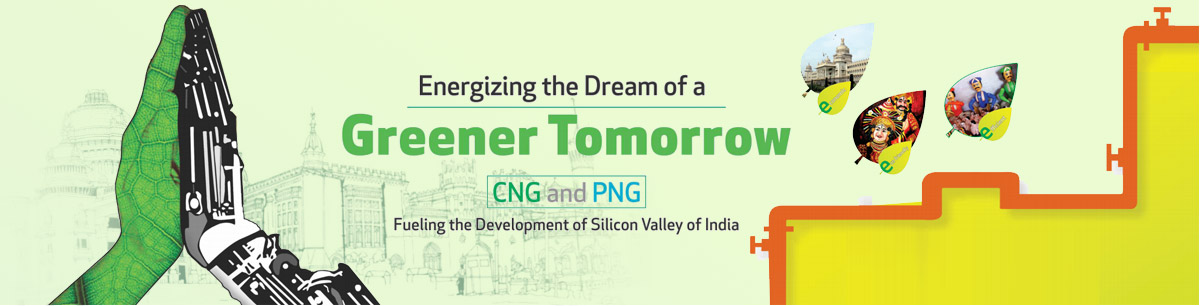 Energizing the Dream of a
Greener Tomorrow
CNG and PNG
Fueling the Development of Silicon Valley of India